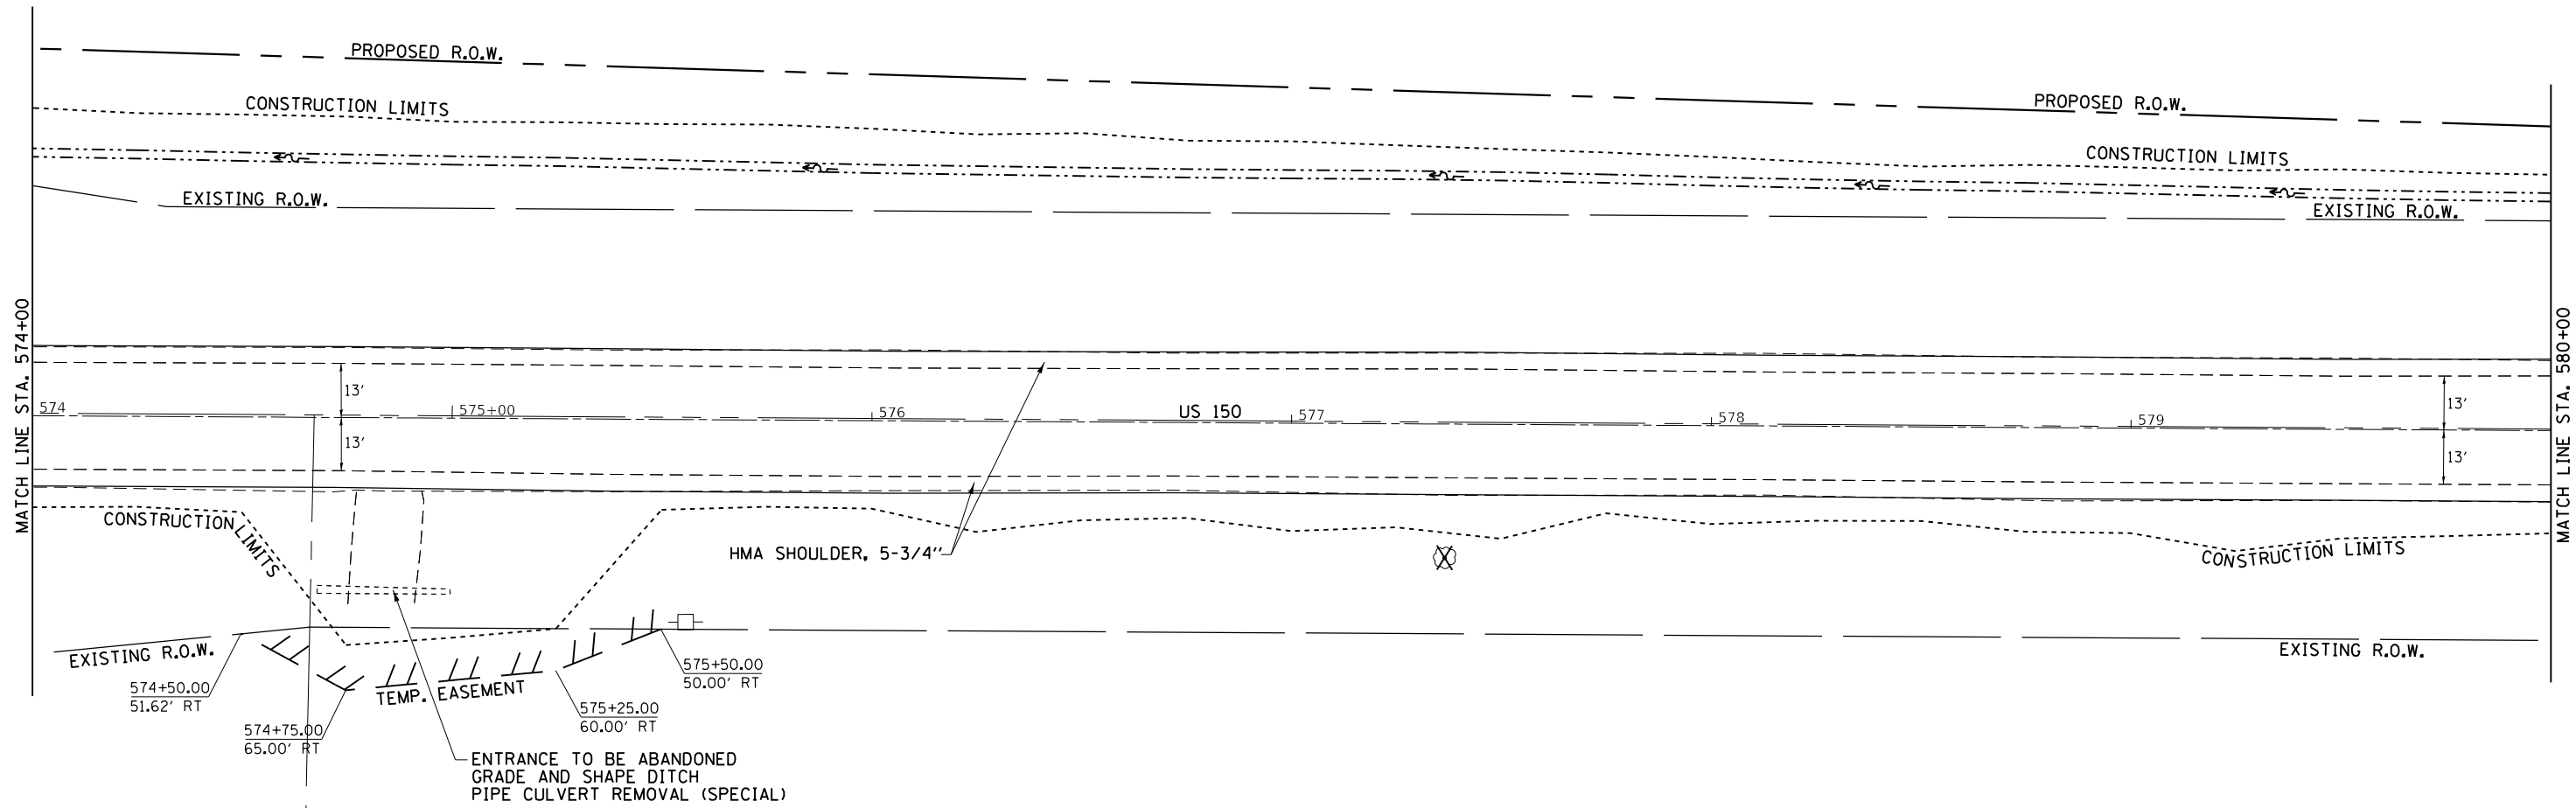 PROPOSED R.O.W.
PROPOSED R.O.W.
CONSTRUCTION LIMITS
CONSTRUCTION LIMITS
EXISTING R.O.W.
EXISTING R.O.W.
MATCH LINE STA. 574+00
MATCH LINE STA. 580+00
13'
13'
574
575+00
576
US 150
577
578
579
13'
13'
CONSTRUCTION LIMITS
HMA SHOULDER, 5-3/4"
CONSTRUCTION LIMITS
EXISTING R.O.W.
EXISTING R.O.W.
574+50.00
51.62' RT
574+75.00
65.00' RT
TEMP. EASEMENT
575+50.00
50.00' RT
575+25.00
60.00' RT
ENTRANCE TO BE ABANDONED
GRADE AND SHAPE DITCH
PIPE CULVERT REMOVAL (SPECIAL)